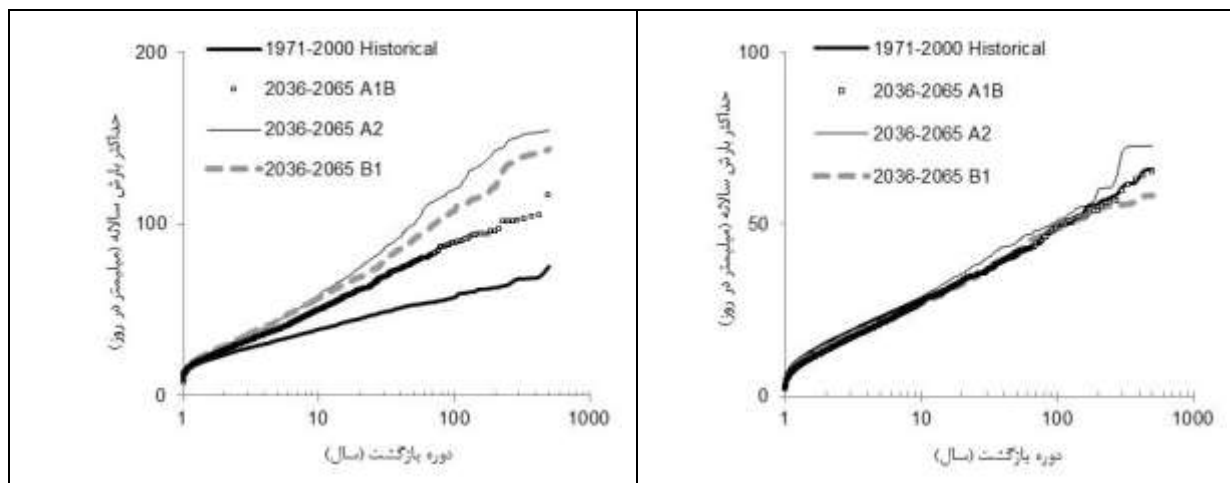 200
100
0
1971-2000 Historical
2036-2065 A1B
2036-2065 A2
2036-2065 B1
حداکثر بارش سالانه (میلیمتر در روز)
1 10 100 1000
دوره بازگشت (سال)
100
50
0
1971-2000 Historical
2036-2065 A1B
2036-2065 A2
2036-2065 B1
حداکثر بارش سالانه (میلیمتر در روز)
1 10 100 1000
دوره بازگشت (سال)